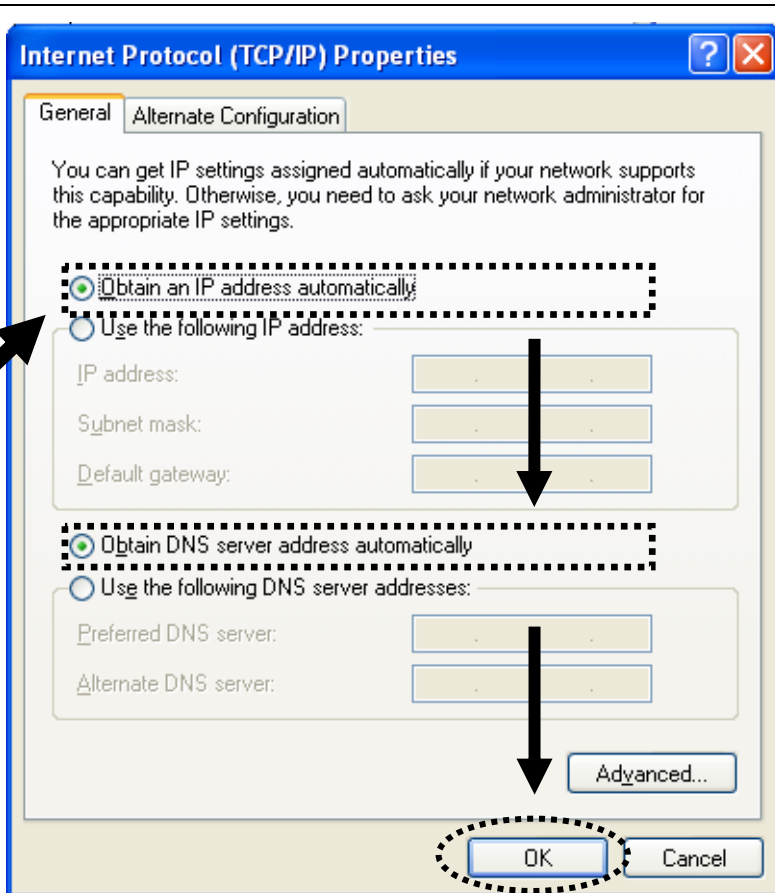 Internet Protocol (TCP/IP) Properties
General
Alternate Configuration
You can get IP settings assigned automatically if your network supports
this capability. Otherwise, you need to ask your network administrator for
the appropriate IP settings.
Obtain an IP address automatically
Use the following IP address:
IP address:
Subnet mask:
Default gateway:
Obtain DNS server address automatically
Use the following DNS server addresses:
Preferred DNS server:
Alternate DNS server:
Advanced...
OK
Cancel